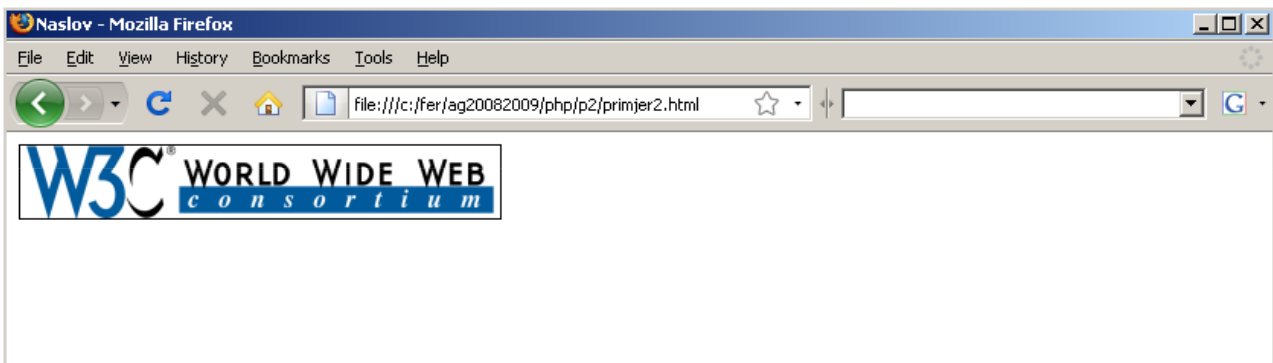 Naslov - Mozilla Firefox
File Edit View History Bookmarks Tools Help
file:///c:/fer/ag20082009/php/p2/primjer2.html G
W3C® WORLD WIDE WEB
consortium